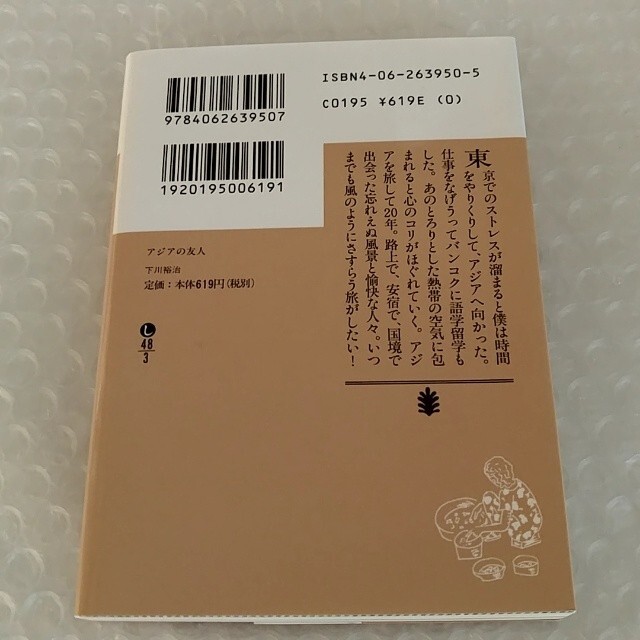 ISBN4-06-263950-5
C0195 ¥619E (0)
9784062639507
1920195006191
東京でのストレスが溜まると僕は時間
をやりくりして、アジアへ向かった。
仕事をなげうってバンコクに語学留学も
した。あのとろりとした熱帯の空気に包
まれると心のコリがほぐれていく。アジ
アを旅して20年。路上で、安宿で、国境で
出会った忘れえぬ風景と愉快な人々。いつ
までも風のようにさすらう旅がしたい！
アジアの友人
下川裕治
定価：本体619円（税別）
し
48
3